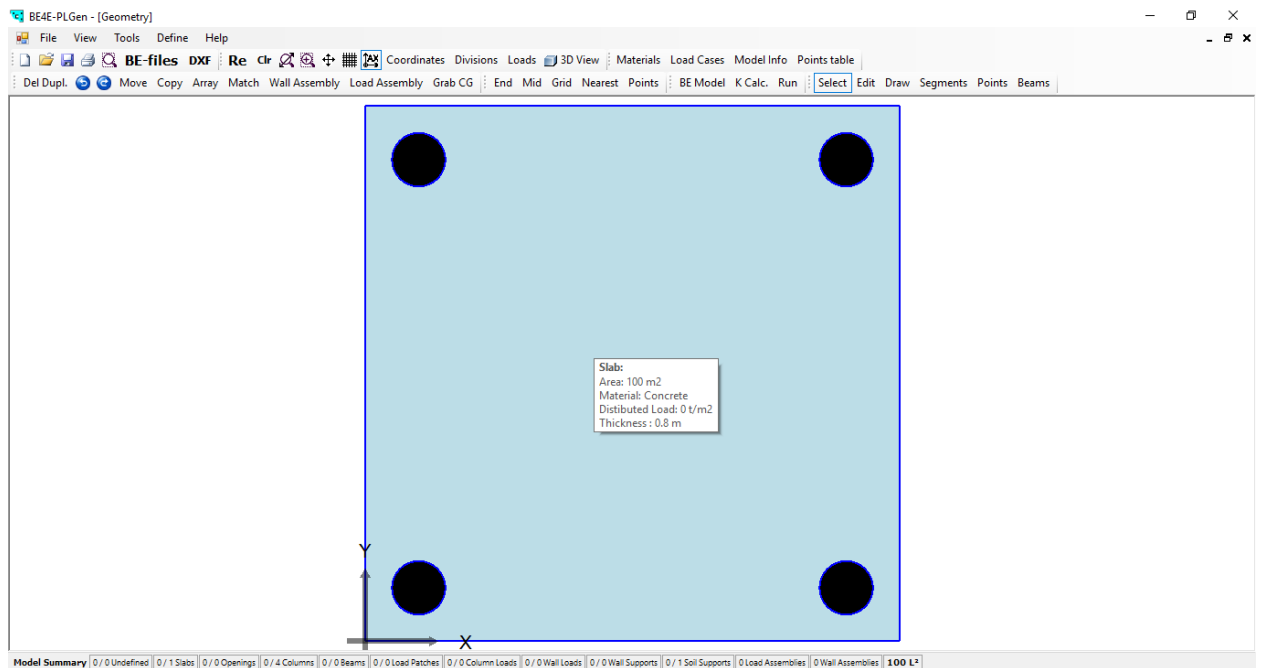 BE4E-PLGen - [Geometry]
File View Tools Define Help
BE-files DXF Re Clr AX Coordinates Divisions Loads 3D View Materials Load Cases Model Info Points table
Del Dupl. Move Copy Array Match Wall Assembly Load Assembly Grab CG End Mid Grid Nearest Points BE Model K Calc. Run Select Edit Draw Segments Points Beams
Slab:
Area: 100 m2
Material: Concrete
Distibuted Load: 0 t/m2
Thickness : 0.8 m
Y
X
Model Summary 0 / 0 Undefined 0 / 1 Slabs 0 / 0 Openings 0 / 4 Columns 0 / 0 Beams 0 / 0 Load Patches 0 / 0 Column Loads 0 / 0 Wall Loads 0 / 0 Wall Supports 0 / 1 Soil Supports 0 Load Assemblies 0 Wall Assemblies 100 L²